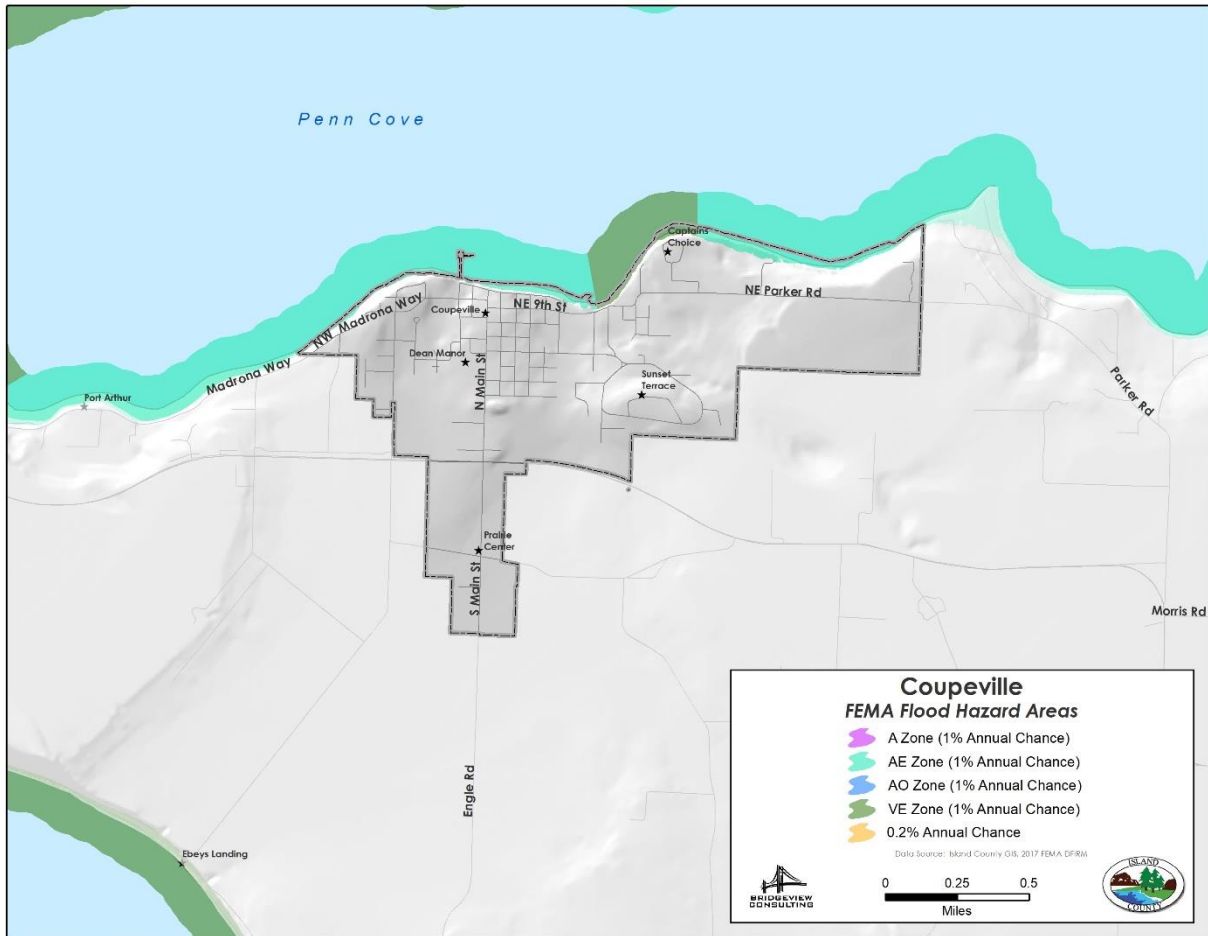 Penn Cove
Captains
Choice
NE Parker Rd
NE 9th St
NW Madrona Way
Coupeville
Dean Manor
N Main St
Sunset
Terrace
Madrona Way
Port Arthur
Parker Rd
Prairie
Center
S Main St
Morris Rd
Engle Rd
Ebeys Landing
Coupeville
FEMA Flood Hazard Areas
A Zone (1% Annual Chance)
AE Zone (1% Annual Chance)
AO Zone (1% Annual Chance)
VE Zone (1% Annual Chance)
0.2% Annual Chance
Data Source: Island County GIS, 2017 FEMA DFIRM
BRIDGEVIEW
CONSULTING
0 0.25 0.5
Miles
ISLAND
COUNTY